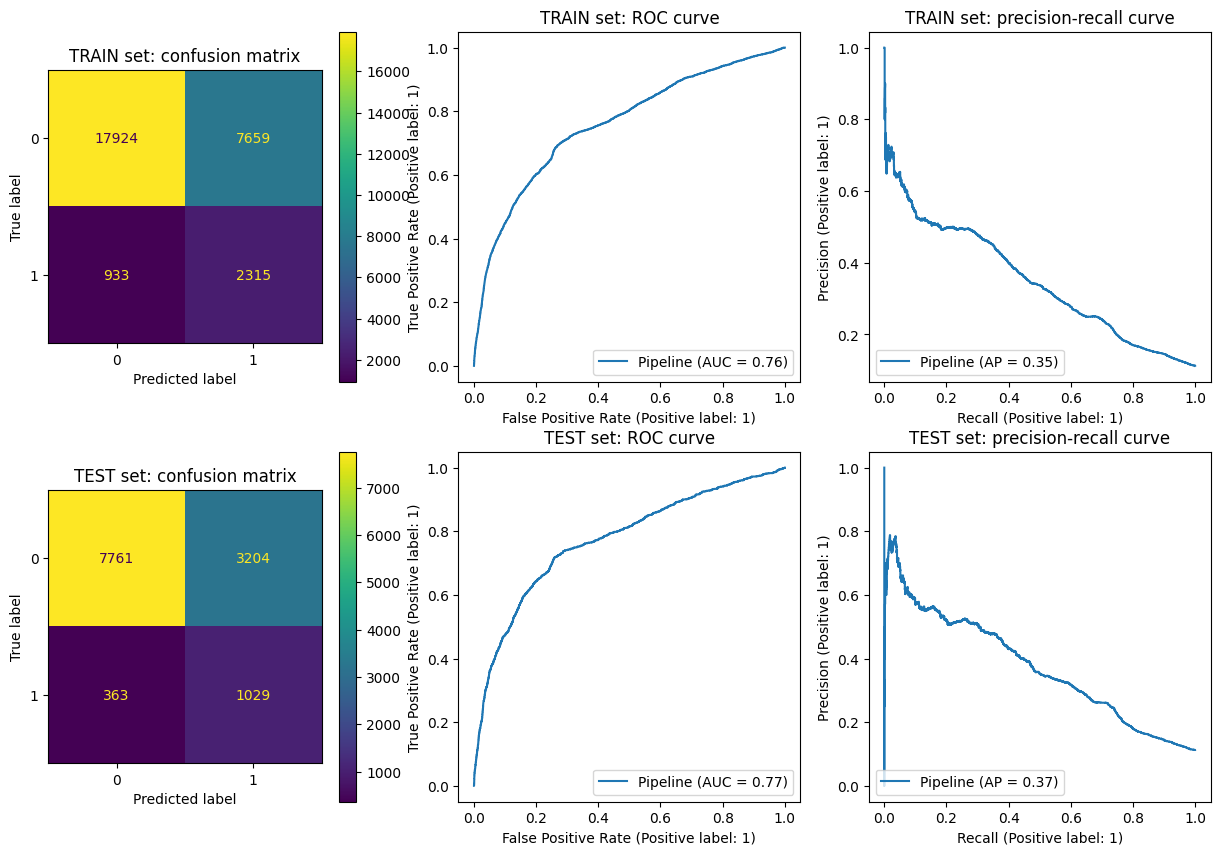 TRAIN set: confusion matrix
17924 7659
933 2315
0
1
True label
0 1
Predicted label
16000
14000
12000
10000
8000
6000
4000
2000
TRAIN set: ROC curve
1.0
0.8
0.6
0.4
0.2
0.0
True Positive Rate (Positive label: 1)
Pipeline (AUC = 0.76)
0.0 0.2 0.4 0.6 0.8 1.0
False Positive Rate (Positive label: 1)
TRAIN set: precision-recall curve
1.0
0.8
0.6
0.4
0.2
Precision (Positive label: 1)
Pipeline (AP = 0.35)
0.0 0.2 0.4 0.6 0.8 1.0
Recall (Positive label: 1)
TEST set: confusion matrix
7761 3204
363 1029
0
1
True label
0 1
Predicted label
7000
6000
5000
4000
3000
2000
1000
TEST set: ROC curve
1.0
0.8
0.6
0.4
0.2
0.0
True Positive Rate (Positive label: 1)
Pipeline (AUC = 0.77)
0.0 0.2 0.4 0.6 0.8 1.0
False Positive Rate (Positive label: 1)
TEST set: precision-recall curve
1.0
0.8
0.6
0.4
0.2
0.0
Precision (Positive label: 1)
Pipeline (AP = 0.37)
0.0 0.2 0.4 0.6 0.8 1.0
Recall (Positive label: 1)